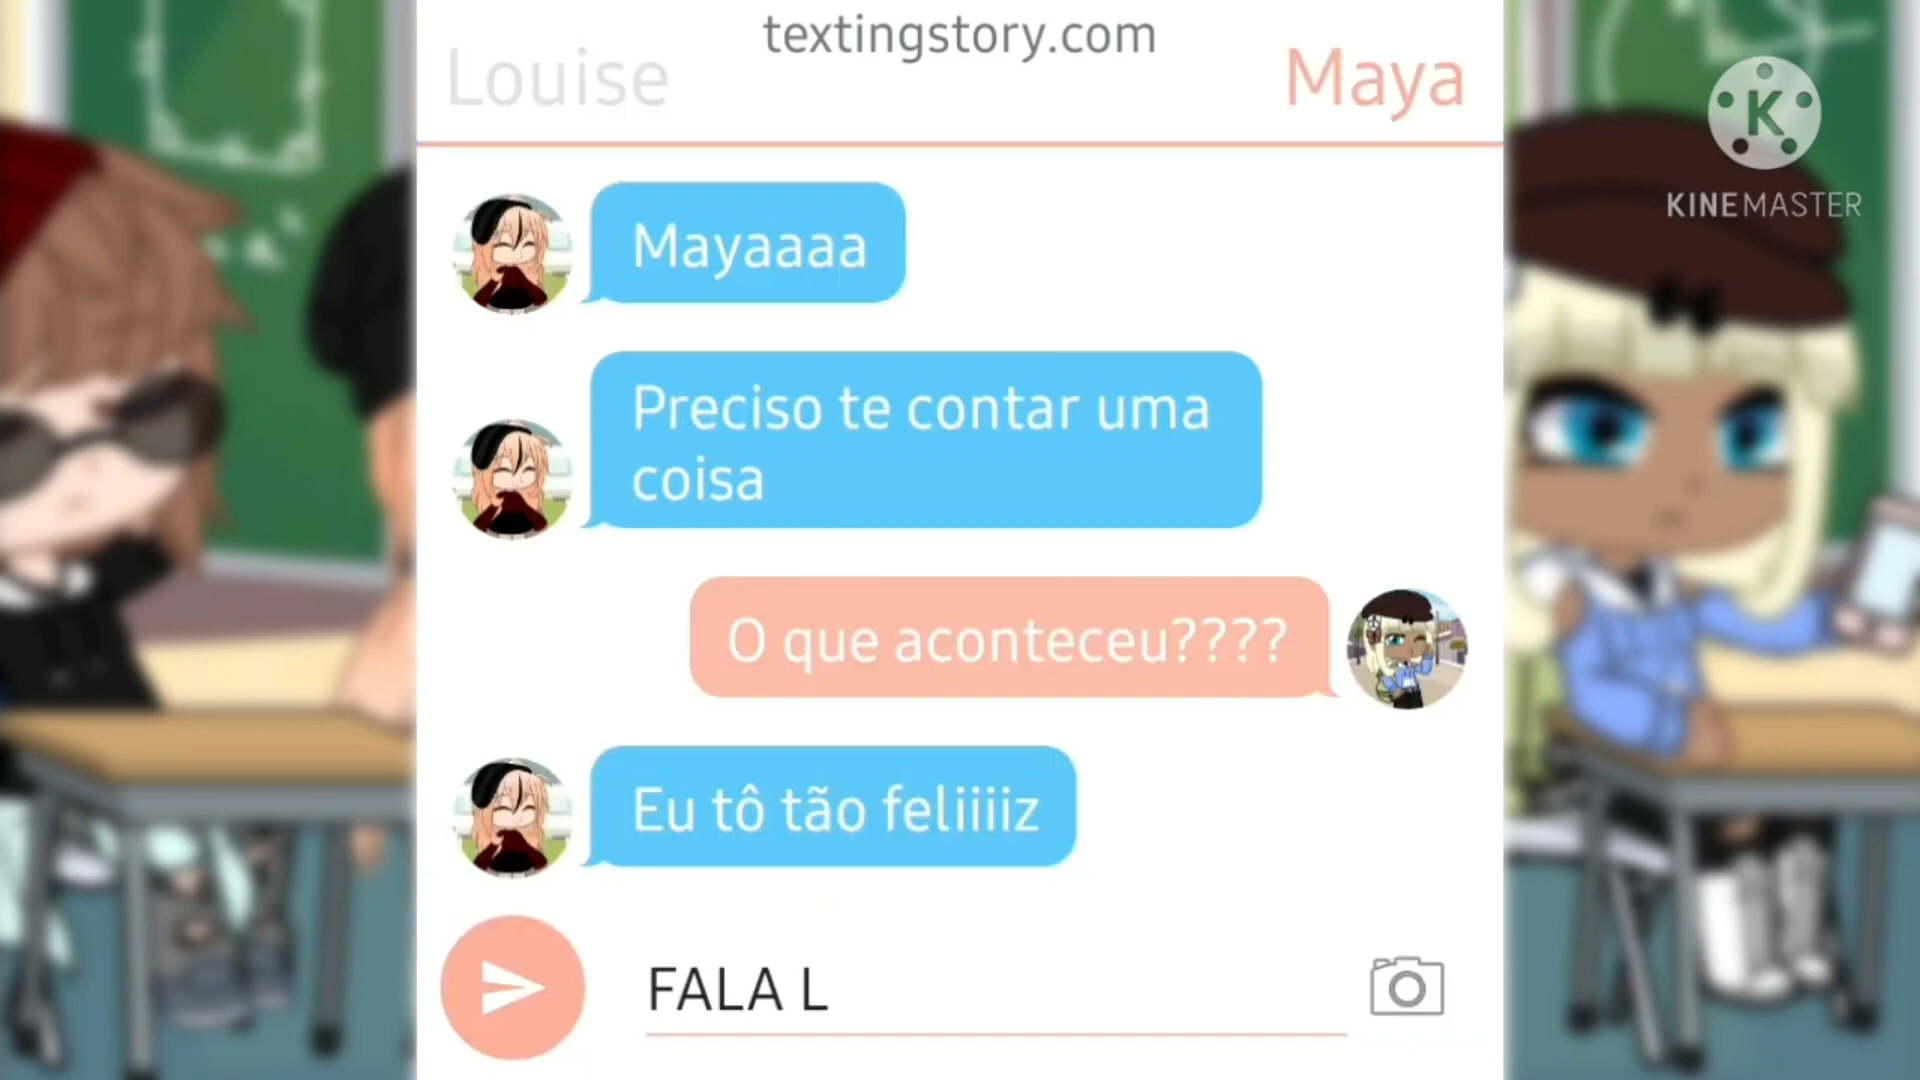 textingstory.com
Louise
Maya
K
KINEMASTER
Mayaaaa
Preciso te contar uma
coisa
O que aconteceu????
Eu tô tão feliiiiz
FALA L